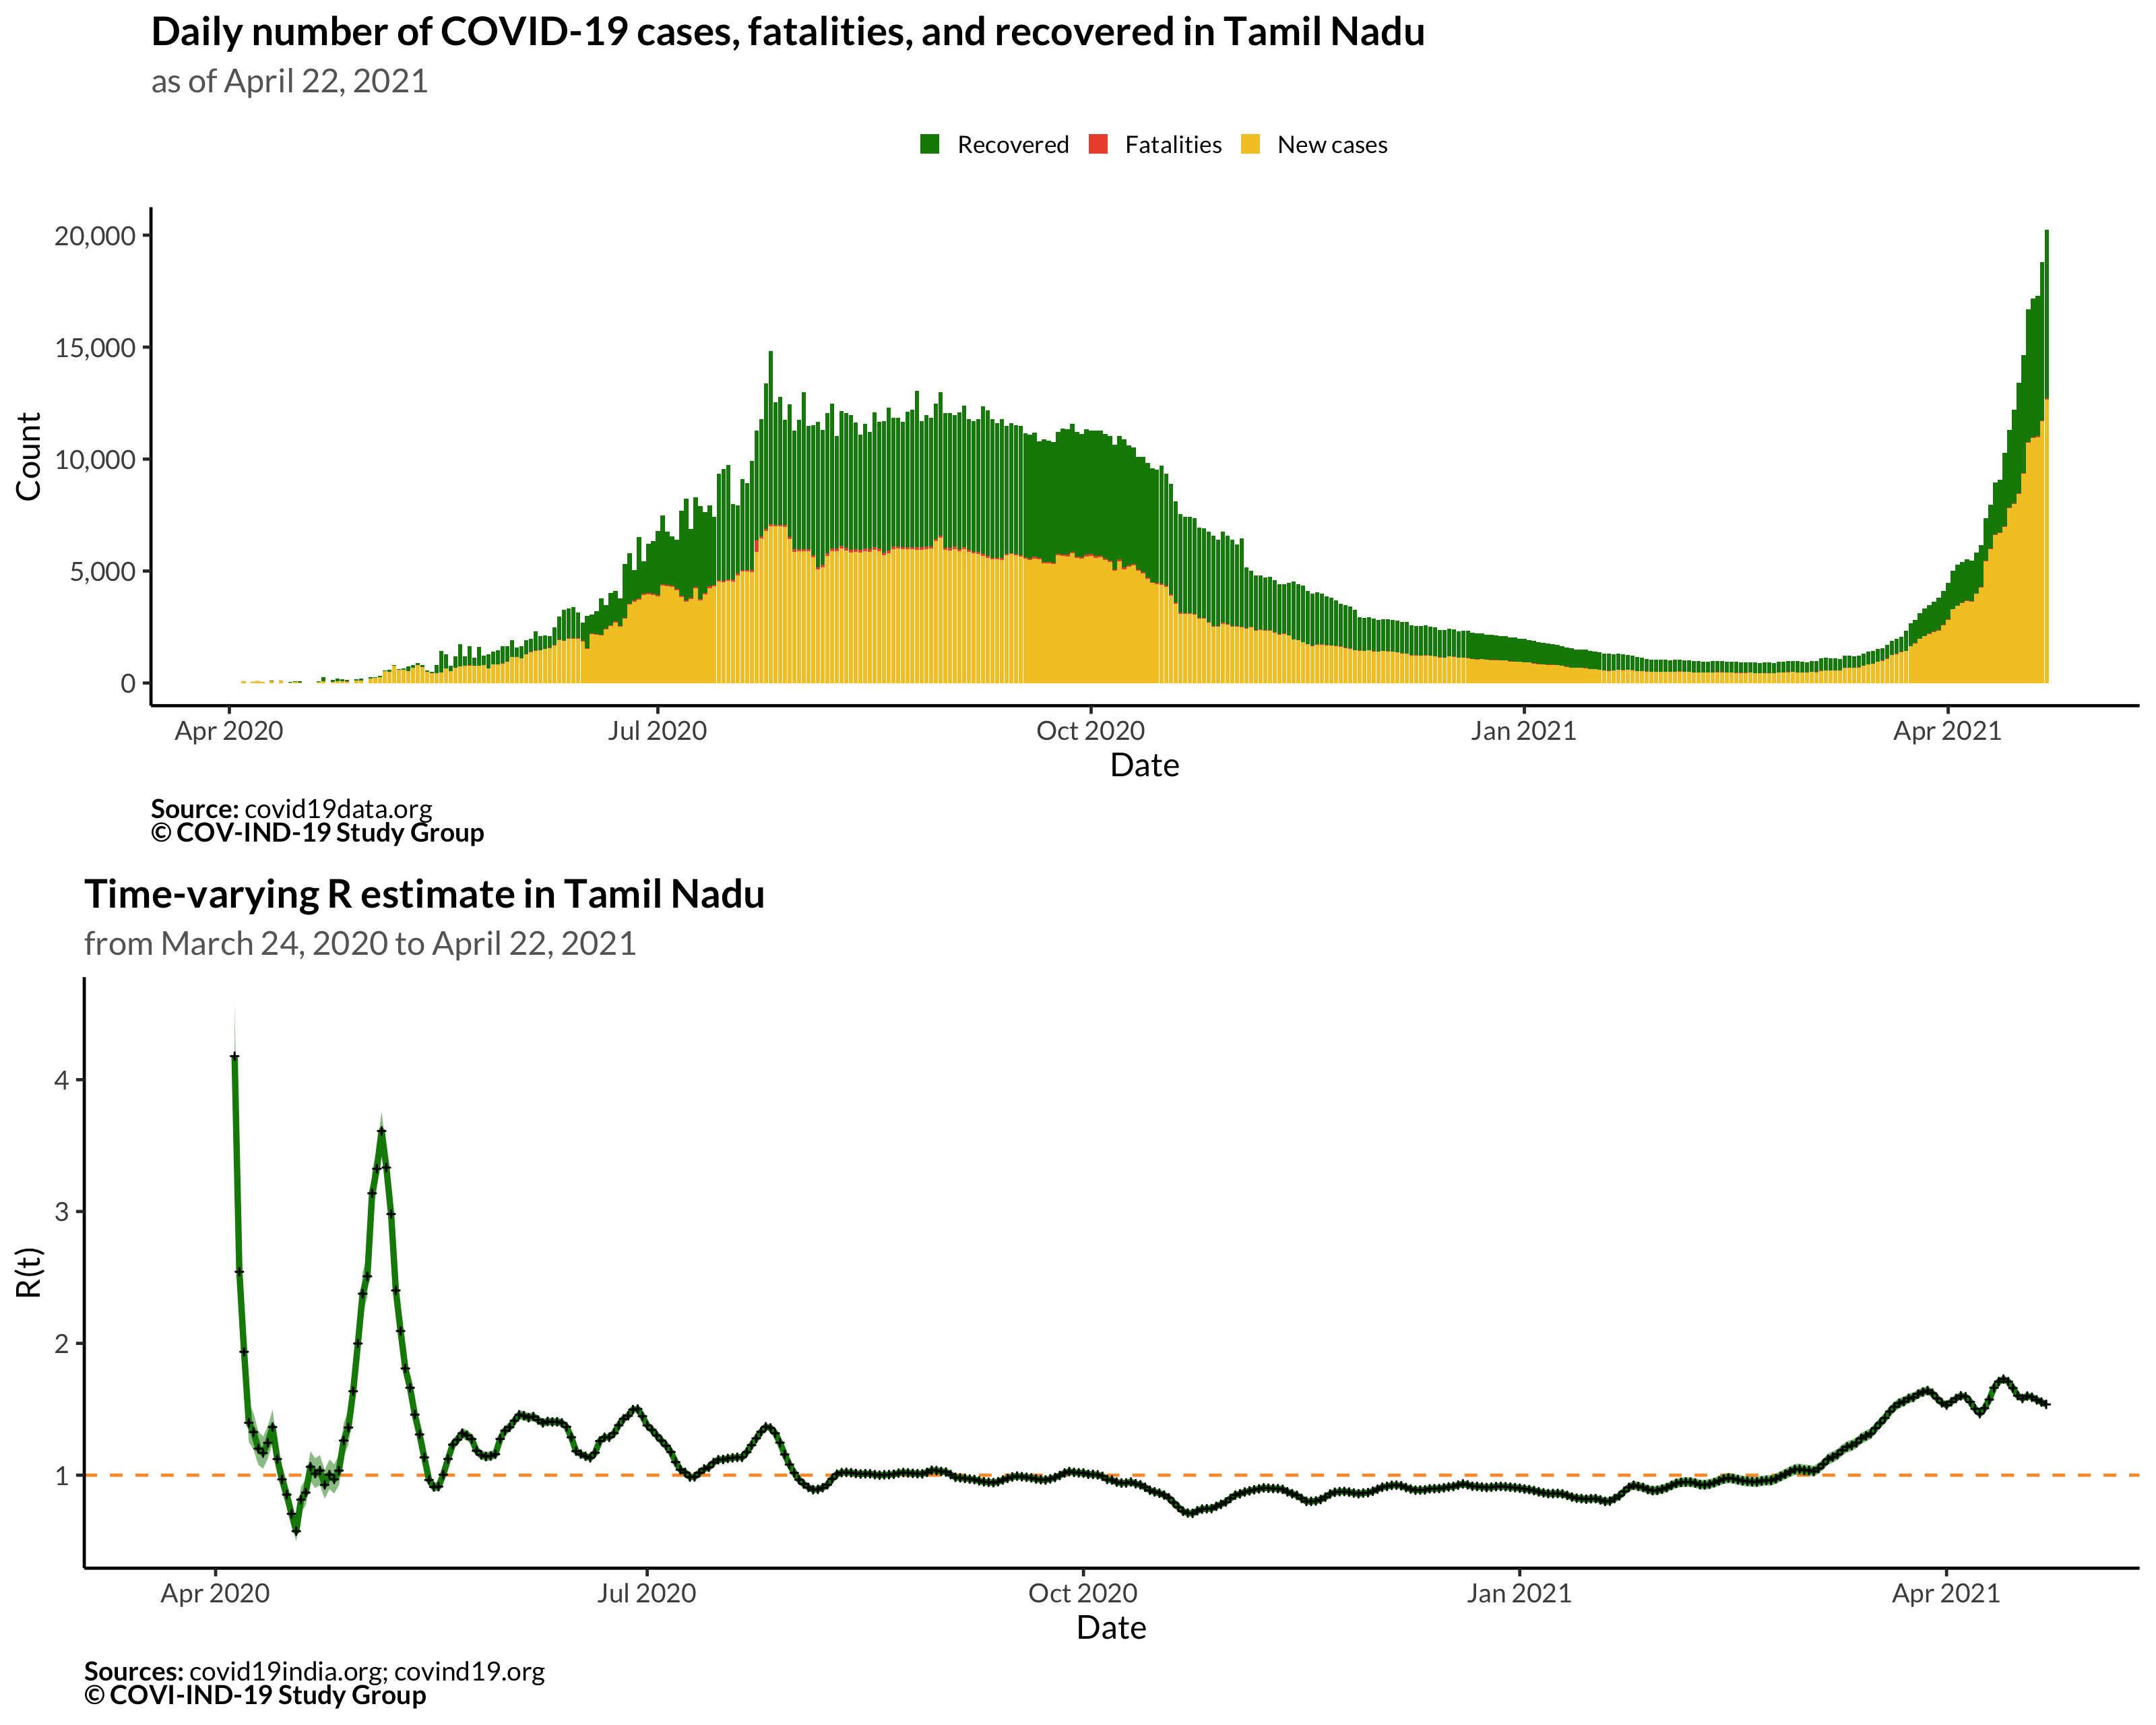 Daily number of COVID-19 cases, fatalities, and recovered in Tamil Nadu
as of April 22, 2021
Recovered Fatalities New cases
20,000
15,000
10,000
5,000
0
Count
Apr 2020 Jul 2020 Oct 2020 Jan 2021 Apr 2021
Date
Source: covid19data.org
© COV-IND-19 Study Group
Time-varying R estimate in Tamil Nadu
from March 24, 2020 to April 22, 2021
4
3
2
1
R(t)
Apr 2020 Jul 2020 Oct 2020 Jan 2021 Apr 2021
Date
Sources: covid19india.org; covind19.org
© COVI-IND-19 Study Group